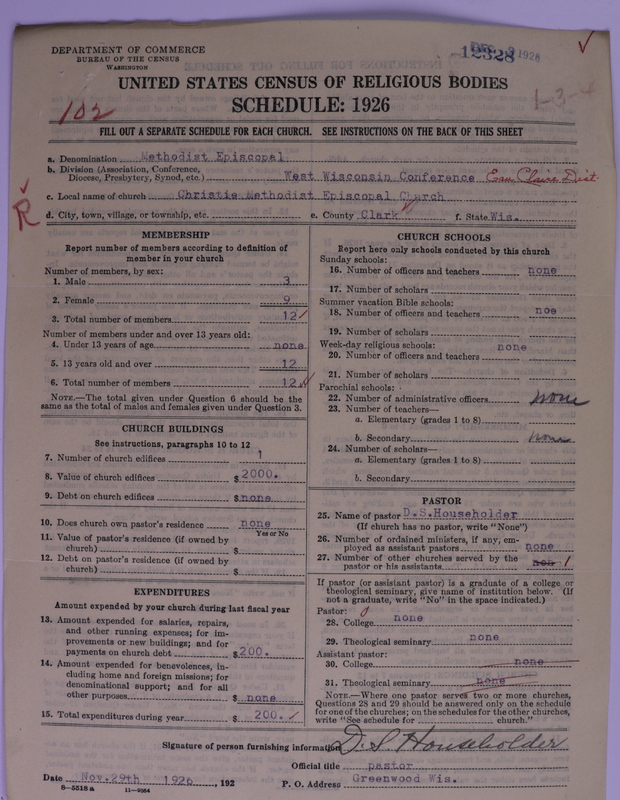 DEPARTMENT OF COMMERCE
BUREAU OF THE CENSUS
WASHINGTON
12328 1926
UNITED STATES CENSUS OF RELIGIOUS BODIES
SCHEDULE: 1926
102
1-3-4
FILL OUT A SEPARATE SCHEDULE FOR EACH CHURCH. SEE INSTRUCTIONS ON THE BACK OF THIS SHEET
a. Denomination Methodist Episcopal
b. Division (Association, Conference, Diocese, Presbytery, Synod, etc.) West Wisconsin Conference Eau Claire Dist.
c. Local name of church Christie Methodist Episcopal Church
R
d. City, town, village, or township, etc. e. County Clark f. State Wis.
MEMBERSHIP
Report number of members according to definition of
member in your church
Number of members, by sex:
1. Male 3
2. Female 9
3. Total number of members 12
Number of members under and over 13 years old:
4. Under 13 years of age none
5. 13 years old and over 12
6. Total number of members 12
NOTE.—The total given under Question 6 should be
same as the total of males and females given under Question 3.
CHURCH BUILDINGS
See instructions, paragraphs 10 to 12
7. Number of church edifices 1
8. Value of church edifices $ 2000.
9. Debt on church edifices $ none
10. Does church own pastor's residence none
Yes or No
11. Value of pastor's residence (if owned by
church) $
12. Debt on pastor's residence (if owned by
church) $
EXPENDITURES
Amount expended by your church during last fiscal year
13. Amount expended for salaries, repairs,
and other running expenses; for im-
provements or new buildings; and for
payments on church debt $ 200.
14. Amount expended for benevolences, in-
cluding home and foreign missions; for
denominational support; and for all
other purposes $ none
15. Total expenditures during year $ 200.
CHURCH SCHOOLS
Report here only schools conducted by this church
Sunday schools:
16. Number of officers and teachers none
17. Number of scholars
Summer vacation Bible schools:
18. Number of officers and teachers noe
19. Number of scholars
Week-day religious schools: none
20. Number of officers and teachers
21. Number of scholars
Parochial schools:
22. Number of administrative officers none
23. Number of teachers—
a. Elementary (grades 1 to 8)
b. Secondary none
24. Number of scholars—
a. Elementary (grades 1 to 8)
b. Secondary
PASTOR
25. Name of pastor D.S.Householder
(If church has no pastor, write "None")
26. Number of ordained ministers, if any, em-
ployed as assistant pastors none
27. Number of other churches served by the
pastor or his assistants non 1
If pastor (or assistant pastor) is a graduate of a college or
theological seminary, give name of institution below. (If
not a graduate, write "No" in the space indicated.)
Pastor: 0
28. College none
29. Theological seminary none
Assistant pastor:
30. College none
31. Theological seminary none
NOTE.—Where one pastor serves two or more churches,
Questions 28 and 29 should be answered only on the schedule
for one of the churches; on the schedules for the other churches,
write "See schedule for church."
Signature of person furnishing information D. S. Householder
Official title pastor
Date Nov. 29th 1926, 192 P. O. Address Greenwood Wis.
8—5518a 11—9354